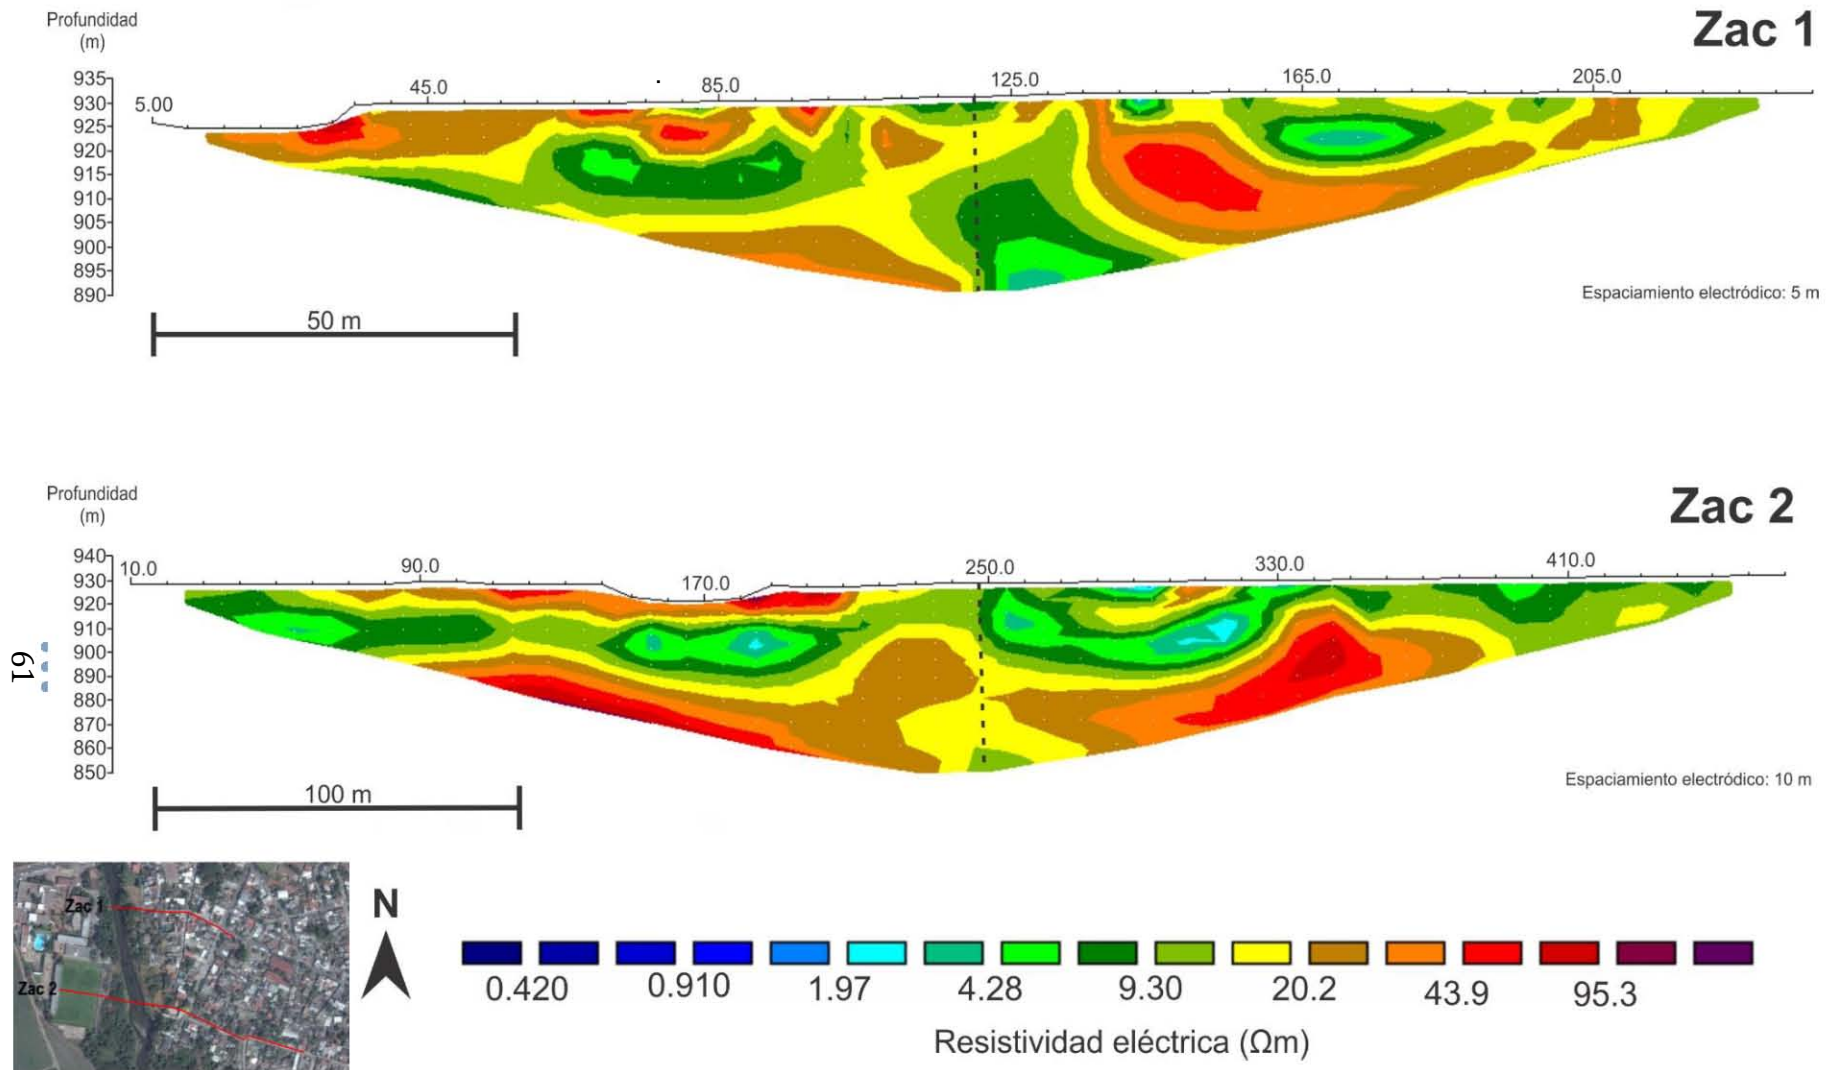 Profundidad
(m)
Zac 1
935
930
925
920
915
910
905
900
895
890
5.00
45.0
85.0
125.0
165.0
205.0
Espaciamiento electródico: 5 m
50 m
Profundidad
(m)
Zac 2
940
930
920
910
900
890
880
870
860
850
10.0
90.0
170.0
250.0
330.0
410.0
61
Espaciamiento electródico: 10 m
100 m
Zac 1
Zac 2
N
0.420 0.910 1.97 4.28 9.30 20.2 43.9 95.3
Resistividad eléctrica (Ωm)